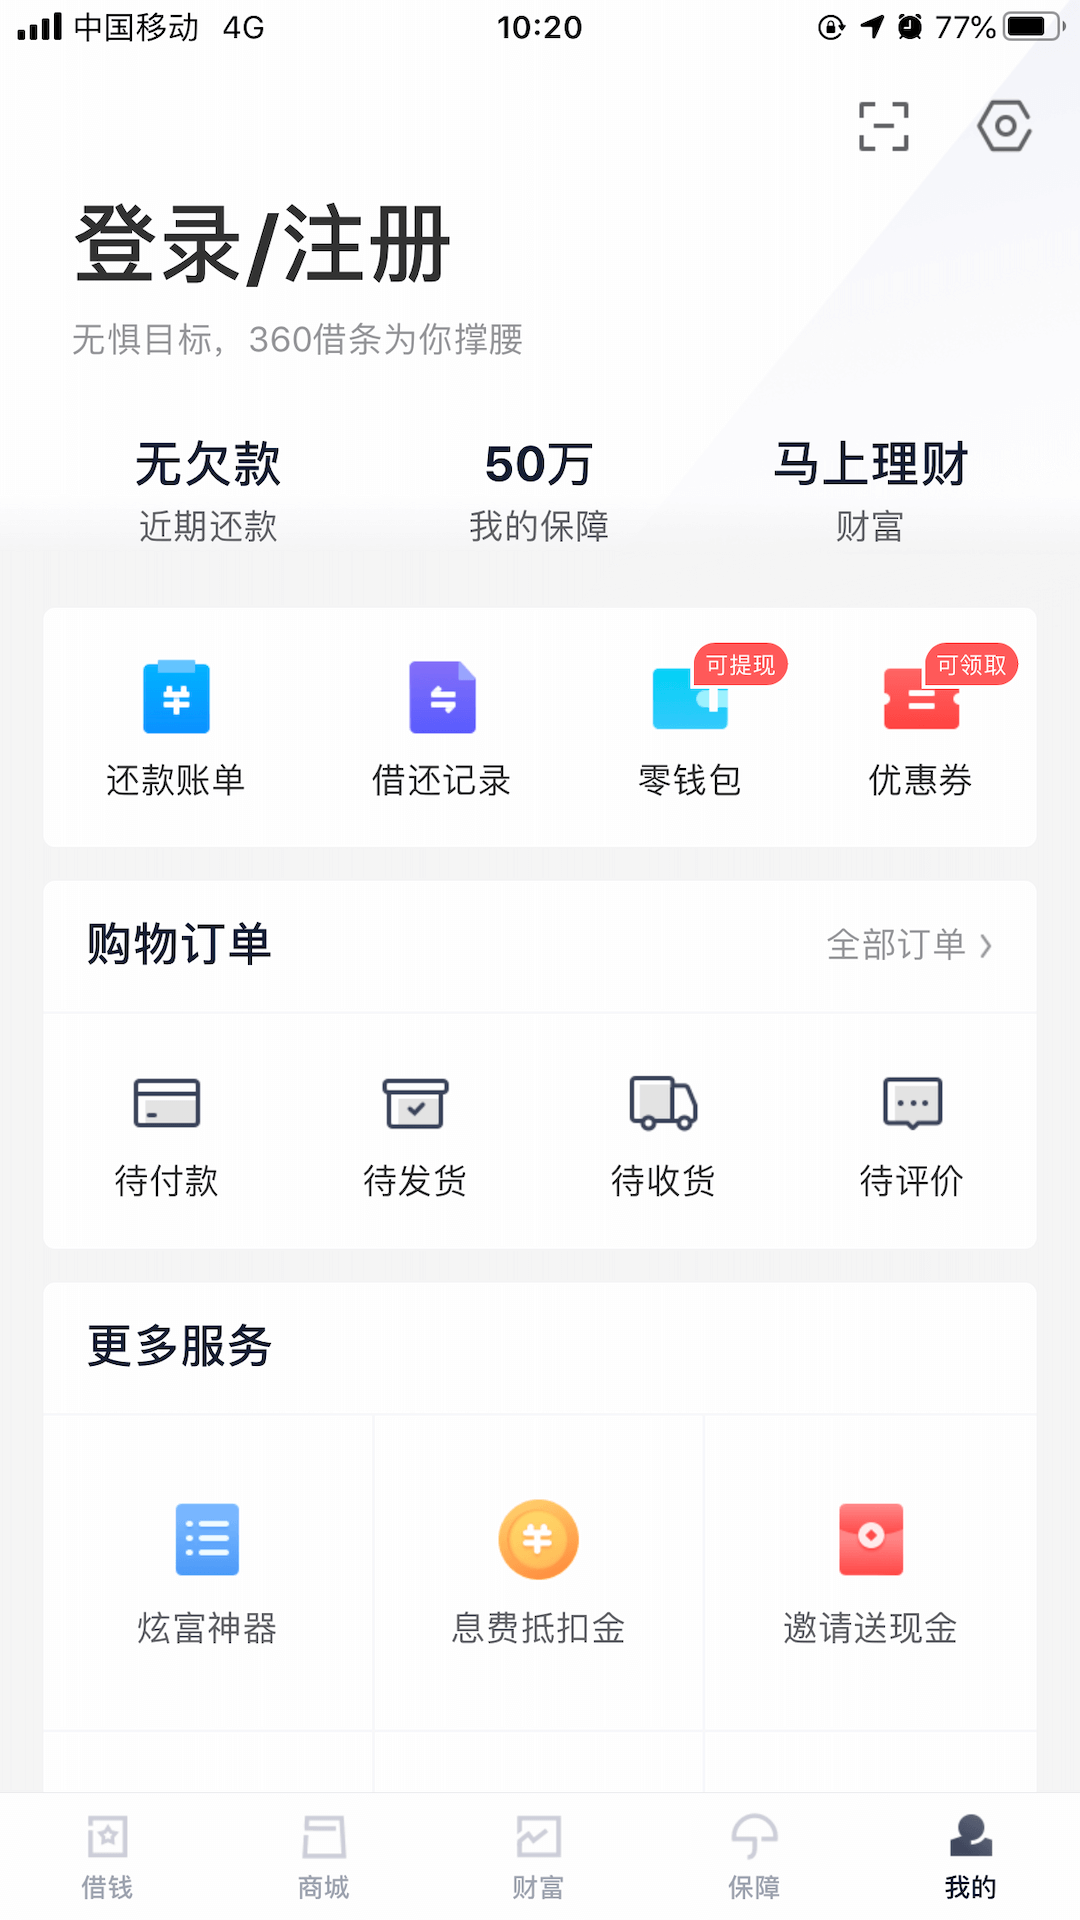 中国移动 4G 10:20 77%
登录/注册
无惧目标，360借条为你撑腰
无欠款 50万 马上理财
近期还款 我的保障 财富
可提现 可领取
还款账单 借还记录 零钱包 优惠券
购物订单 全部订单
待付款 待发货 待收货 待评价
更多服务
炫富神器 息费抵扣金 邀请送现金
借钱 商城 财富 保障 我的